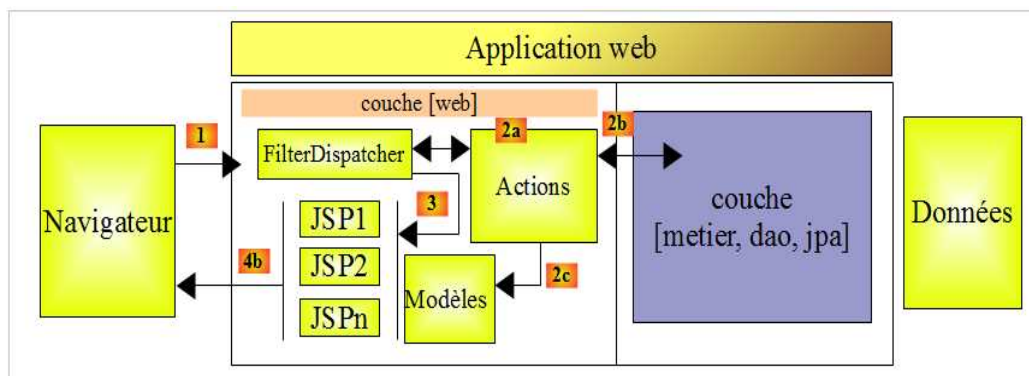 Application web
couche [web]
1
2a
2b
FilterDispatcher
Actions
Navigateur
couche
[metier, dao, jpa]
Données
JSP1
3
JSP2
4b
2c
Modèles
JSPn